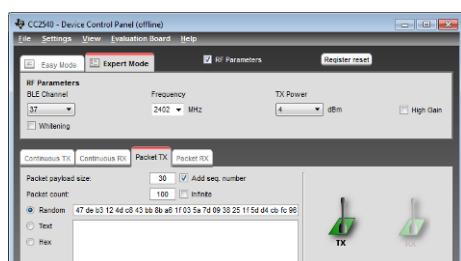 CC2540 - Device Control Panel (offline)
File Settings View Evaluation Board Help
Easy Mode Expert Mode RF Parameters Register reset
RF Parameters
BLE Channel Frequency TX Power
37 2402 MHz 4 dBm High Gain
Whitening
Continuous TX Continuous RX Packet TX Packet RX
Packet payload size: 30 Add seq. number
Packet count: 100 Infinite
Random 47 de b3 12 4d c8 43 bb 8b a6 1f 03 5a 7d 09 38 25 1f 5d d4 cb fc 96
Text
Hex
TX RX